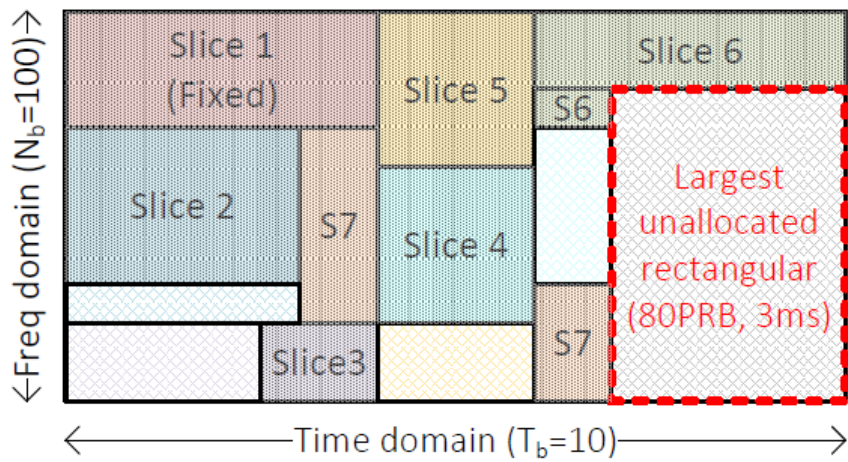 Freq domain (N_b=100)
Slice 1
(Fixed)
Slice 5
Slice 6
S6
Slice 2
S7
Slice 4
Largest
unallocated
rectangular
(80PRB, 3ms)
Slice3
S7
Time domain (T_b=10)